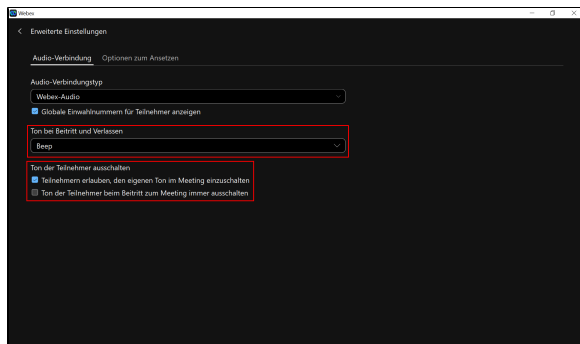 Webex
Erweiterte Einstellungen
Audio-Verbindung Optionen zum Ansetzen
Audio-Verbindungstyp
Webex-Audio
Globale Einwahlnummern für Teilnehmer anzeigen
Ton bei Beitritt und Verlassen
Beep
Ton der Teilnehmer ausschalten
Teilnehmern erlauben, den eigenen Ton im Meeting einzuschalten
Ton der Teilnehmer beim Beitritt zum Meeting immer ausschalten